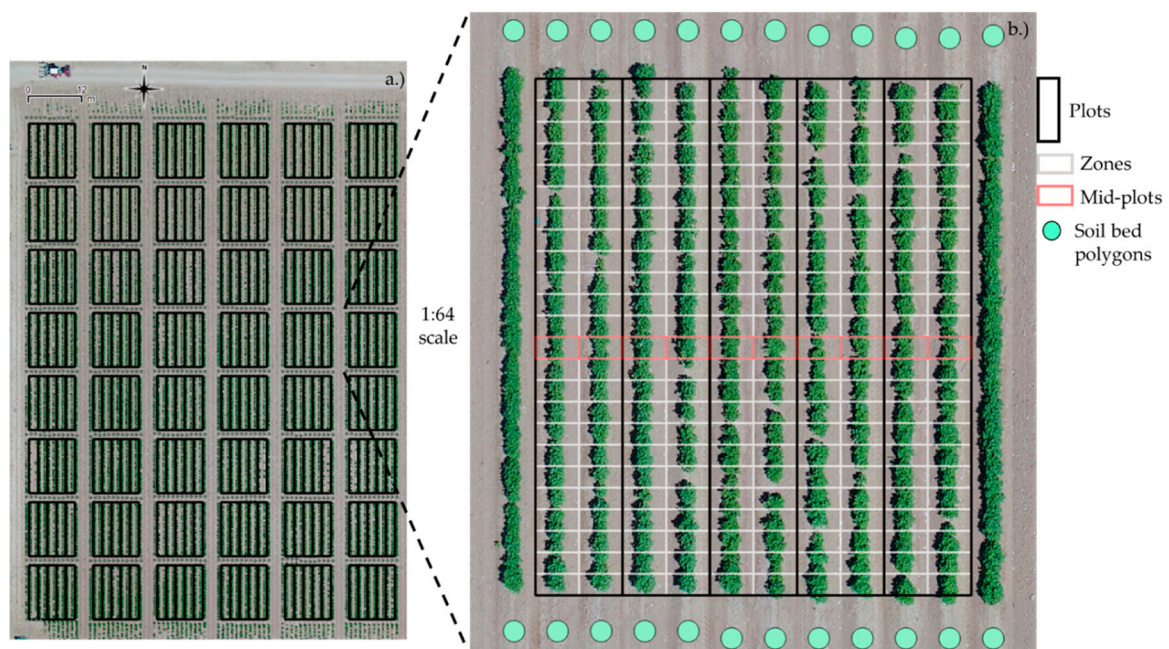 a.)
N
0 12
m
b.)
1:64
scale
Plots
Zones
Mid-plots
Soil bed
polygons